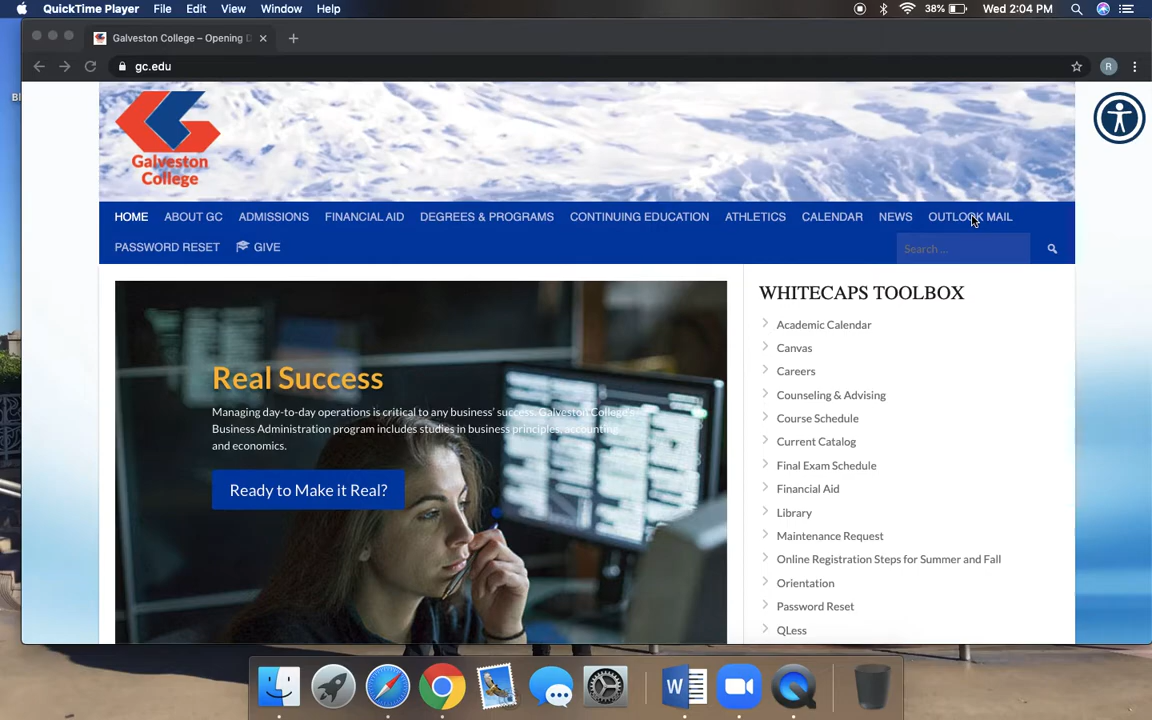 QuickTime Player File Edit View Window Help 38% Wed 2:04 PM
Galveston College – Opening D
gc.edu R
Galveston
College
HOME ABOUT GC ADMISSIONS FINANCIAL AID DEGREES & PROGRAMS CONTINUING EDUCATION ATHLETICS CALENDAR NEWS OUTLOOK MAIL
PASSWORD RESET GIVE Search ...
WHITECAPS TOOLBOX
Academic Calendar
Canvas
Careers
Counseling & Advising
Course Schedule
Current Catalog
Final Exam Schedule
Financial Aid
Library
Maintenance Request
Online Registration Steps for Summer and Fall
Orientation
Password Reset
QLess
Real Success
Managing day-to-day operations is critical to any business' success. Galveston College's
Business Administration program includes studies in business principles, accounting
and economics.
Ready to Make it Real?
W